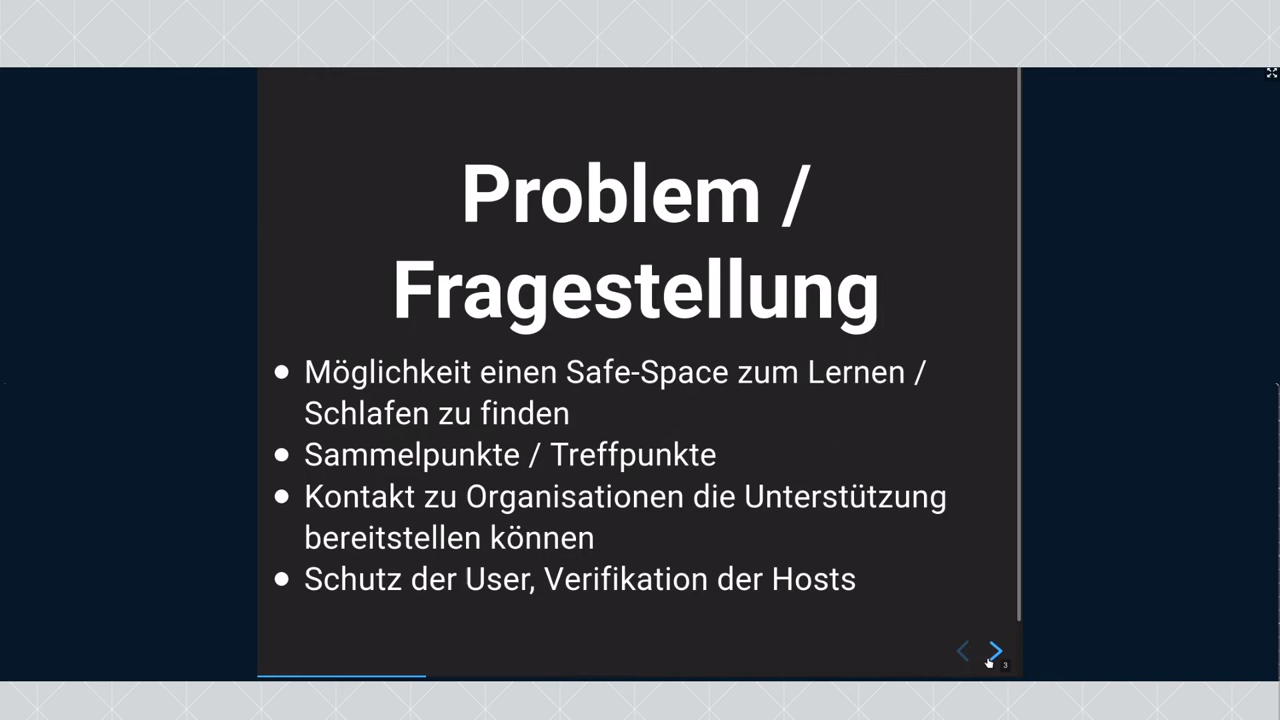 Problem /
Fragestellung
Möglichkeit einen Safe-Space zum Lernen /
Schlafen zu finden
Sammelpunkte / Treffpunkte
Kontakt zu Organisationen die Unterstützung
bereitstellen können
Schutz der User, Verifikation der Hosts
3